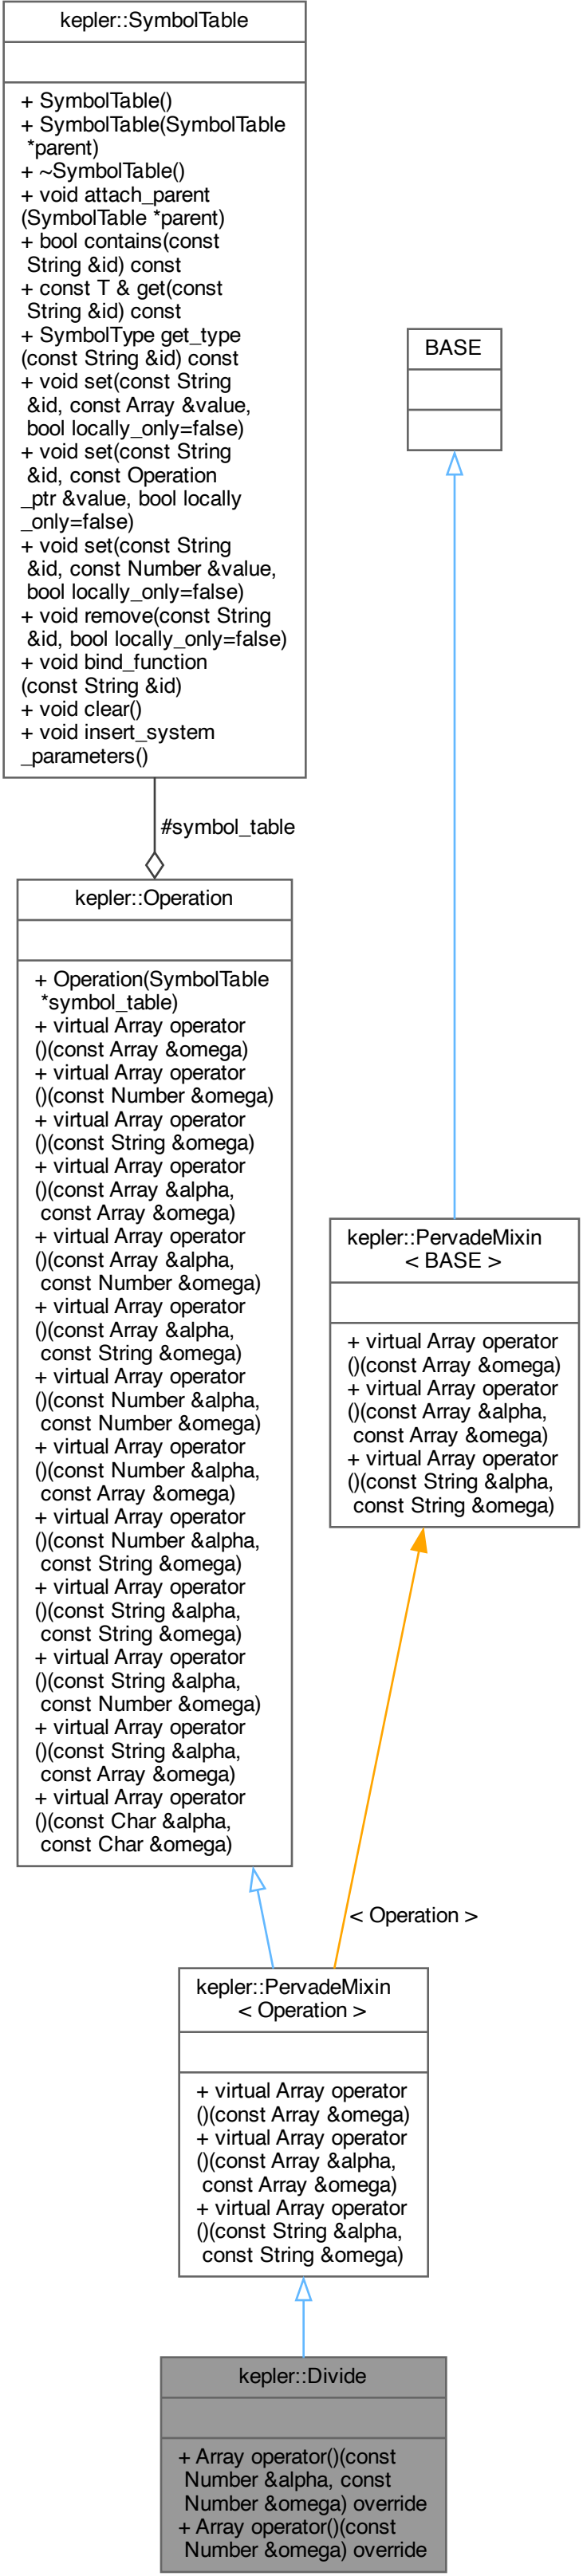 kepler::SymbolTable
+ SymbolTable()
+ SymbolTable(SymbolTable
*parent)
+ ~SymbolTable()
+ void attach_parent
(SymbolTable *parent)
+ bool contains(const
String &id) const
+ const T & get(const
String &id) const
+ SymbolType get_type
(const String &id) const
+ void set(const String
&id, const Array &value,
bool locally_only=false)
+ void set(const String
&id, const Operation
_ptr &value, bool locally
_only=false)
+ void set(const String
&id, const Number &value,
bool locally_only=false)
+ void remove(const String
&id, bool locally_only=false)
+ void bind_function
(const String &id)
+ void clear()
+ void insert_system
_parameters()
BASE
#symbol_table
kepler::Operation
+ Operation(SymbolTable
*symbol_table)
+ virtual Array operator
()(const Array &omega)
+ virtual Array operator
()(const Number &omega)
+ virtual Array operator
()(const String &omega)
+ virtual Array operator
()(const Array &alpha,
const Array &omega)
+ virtual Array operator
()(const Array &alpha,
const Number &omega)
+ virtual Array operator
()(const Array &alpha,
const String &omega)
+ virtual Array operator
()(const Number &alpha,
const Number &omega)
+ virtual Array operator
()(const Number &alpha,
const Array &omega)
+ virtual Array operator
()(const Number &alpha,
const String &omega)
+ virtual Array operator
()(const String &alpha,
const String &omega)
+ virtual Array operator
()(const String &alpha,
const Number &omega)
+ virtual Array operator
()(const String &alpha,
const Array &omega)
+ virtual Array operator
()(const Char &alpha,
const Char &omega)
kepler::PervadeMixin
< BASE >
+ virtual Array operator
()(const Array &omega)
+ virtual Array operator
()(const Array &alpha,
const Array &omega)
+ virtual Array operator
()(const String &alpha,
const String &omega)
< Operation >
kepler::PervadeMixin
< Operation >
+ virtual Array operator
()(const Array &omega)
+ virtual Array operator
()(const Array &alpha,
const Array &omega)
+ virtual Array operator
()(const String &alpha,
const String &omega)
kepler::Divide
+ Array operator()(const
Number &alpha, const
Number &omega) override
+ Array operator()(const
Number &omega) override